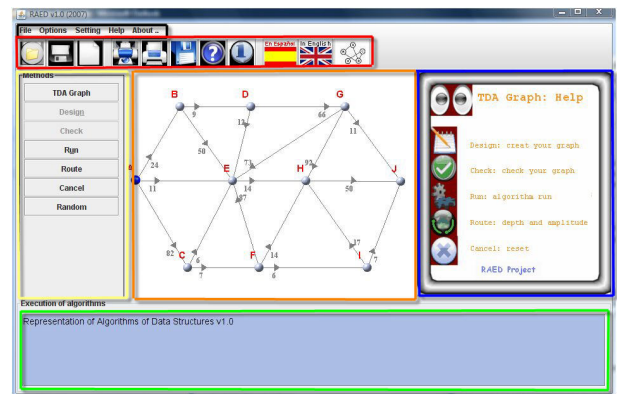 RAED v1.0 (2007)
File Options Setting Help About ..
En Español In English
Methods
TDA Graph
Design
Check
Run
Route
Cancel
Random
B D G
9 12 66
11
50
24 E 73 H 92 J
A
11 14 50
97
82 C F 17 I
6 14 7
7 6
TDA Graph: Help
Design: creat your graph
Check: check your graph
Run: algoritma run
Route: depth and amplitude
Cancel: reset
RAED Project
Execution of algorithms
Representation of Algorithms of Data Structures v1.0